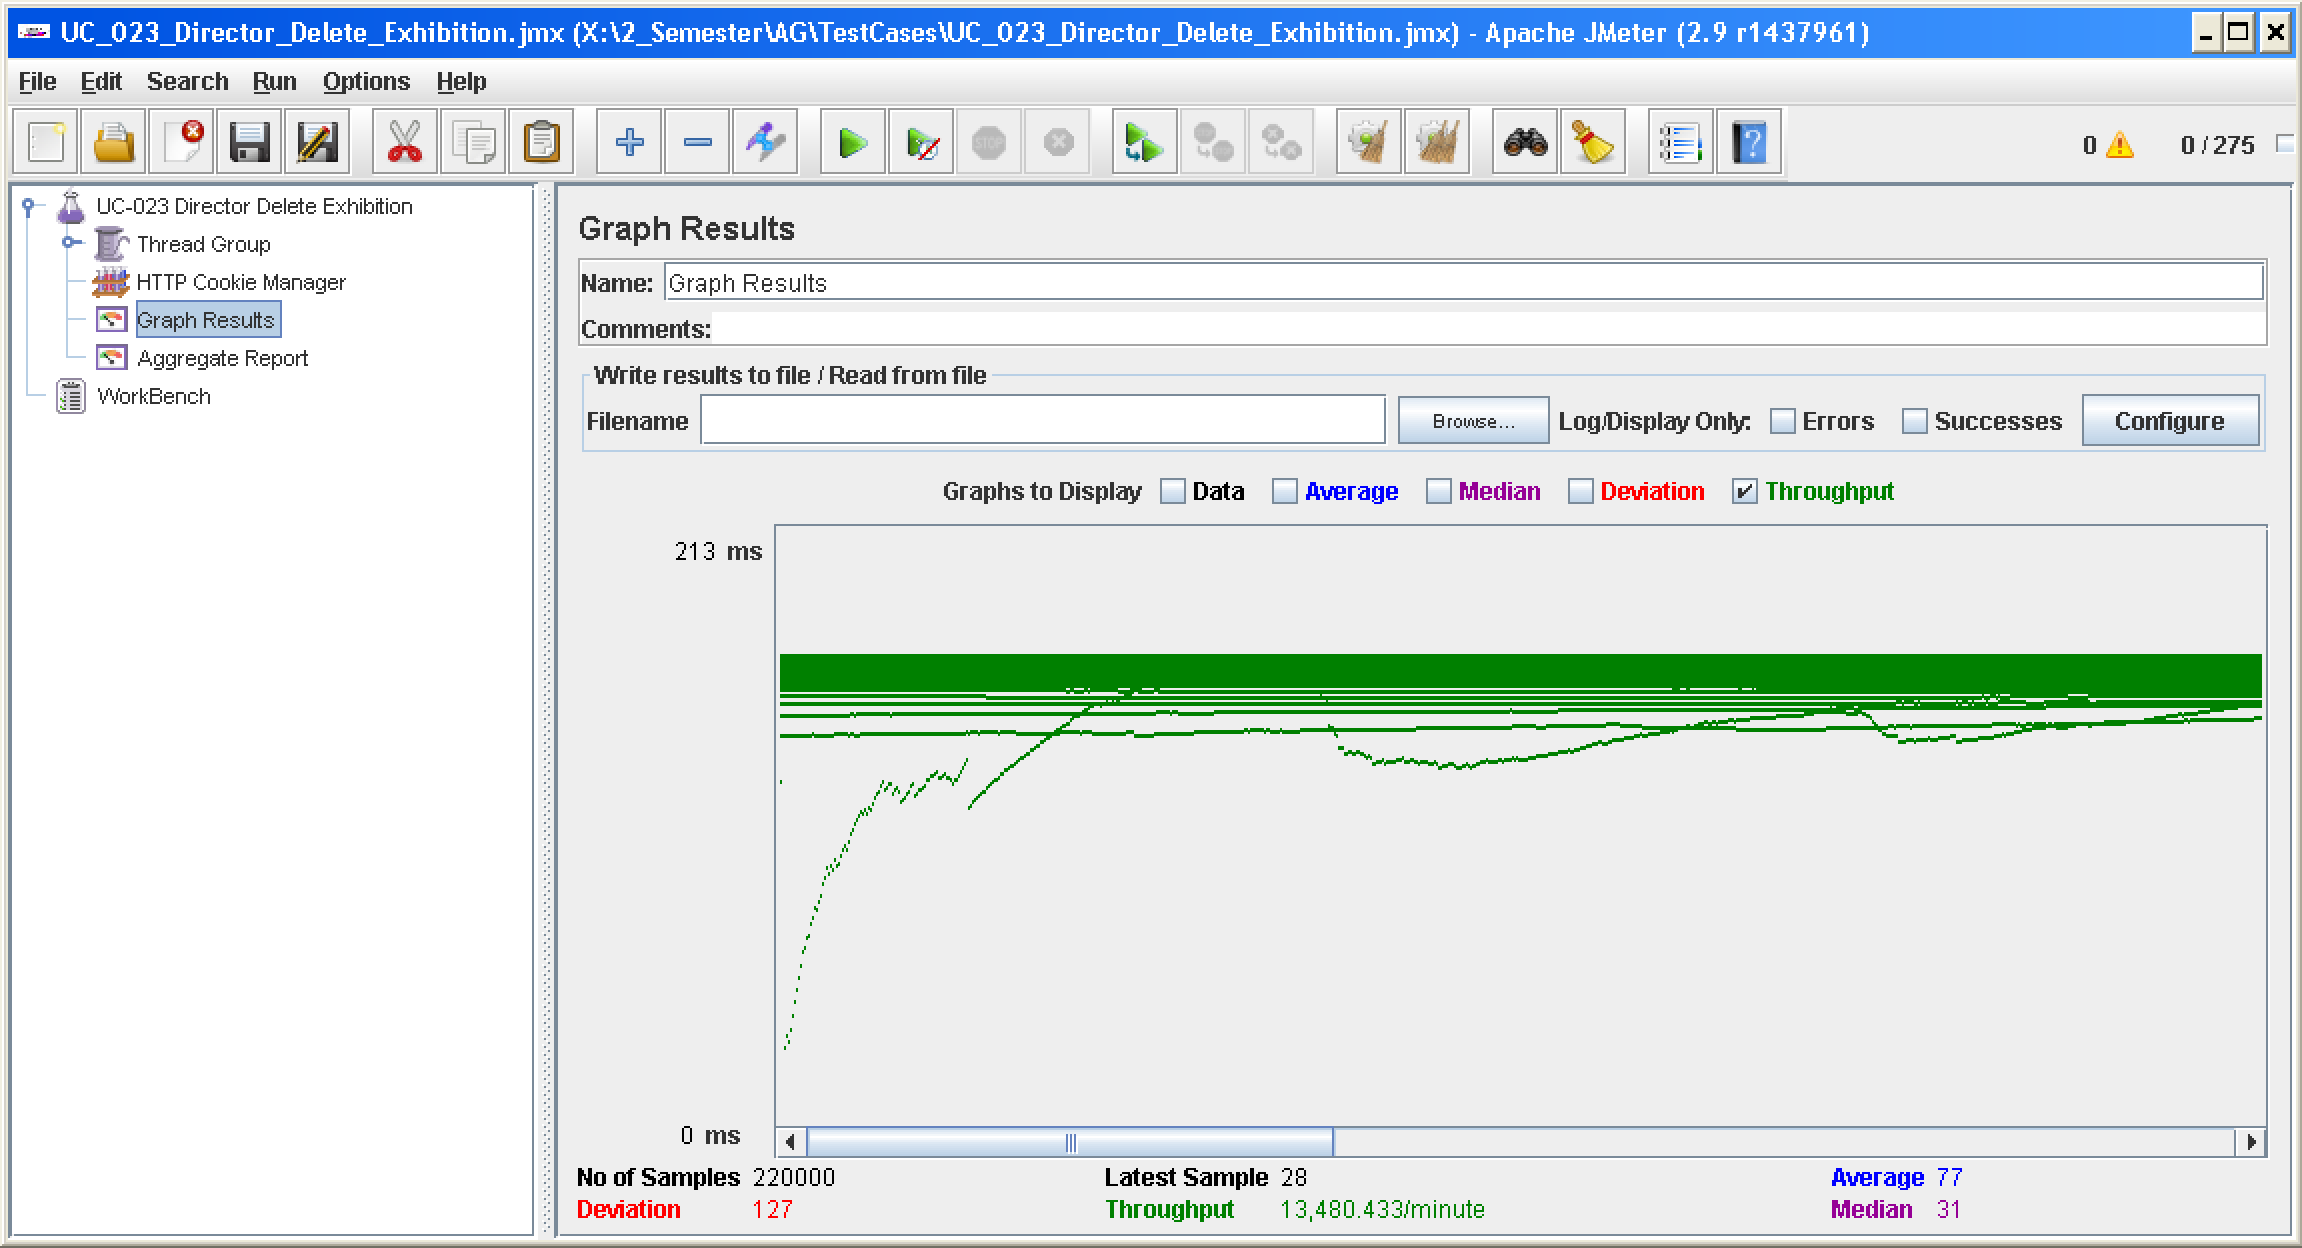 UC_023_Director_Delete_Exhibition.jmx (X:\2_Semester\AG\TestCases\UC_023_Director_Delete_Exhibition.jmx) - Apache JMeter (2.9 r1437961)
File Edit Search Run Options Help
STOP
0 0 / 275
UC-023 Director Delete Exhibition
Thread Group
HTTP Cookie Manager
Graph Results
Aggregate Report
WorkBench
Graph Results
Name: Graph Results
Comments:
Write results to file / Read from file
Filename Browse... Log/Display Only: Errors Successes Configure
Graphs to Display Data Average Median Deviation Throughput
213 ms
0 ms
No of Samples 220000 Latest Sample 28 Average 77
Deviation 127 Throughput 13,480.433/minute Median 31